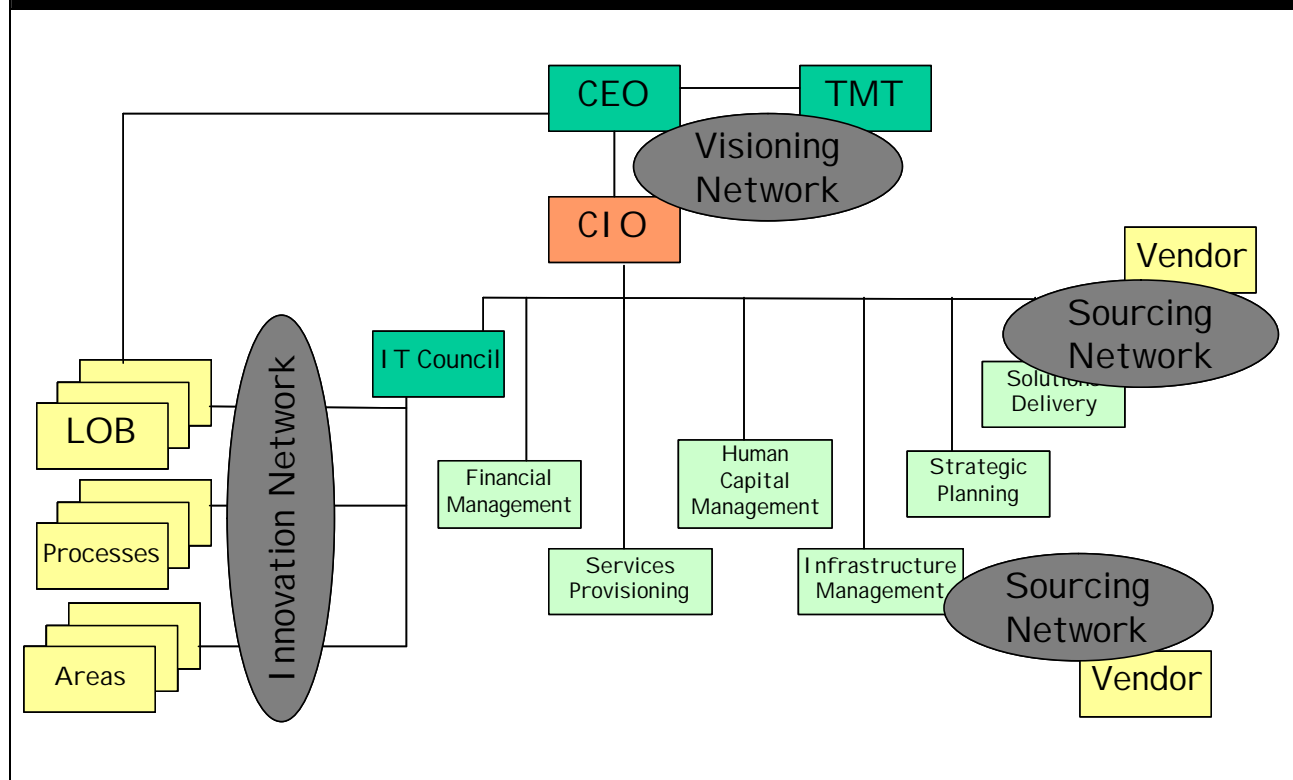 CEO
TMT
Visioning
Network
CIO
Vendor
Sourcing
Network
IT Council
Innovation Network
Solutions
Delivery
LOB
Financial
Management
Human
Capital
Management
Strategic
Planning
Processes
Services
Provisioning
Infrastructure
Management
Sourcing
Network
Areas
Vendor